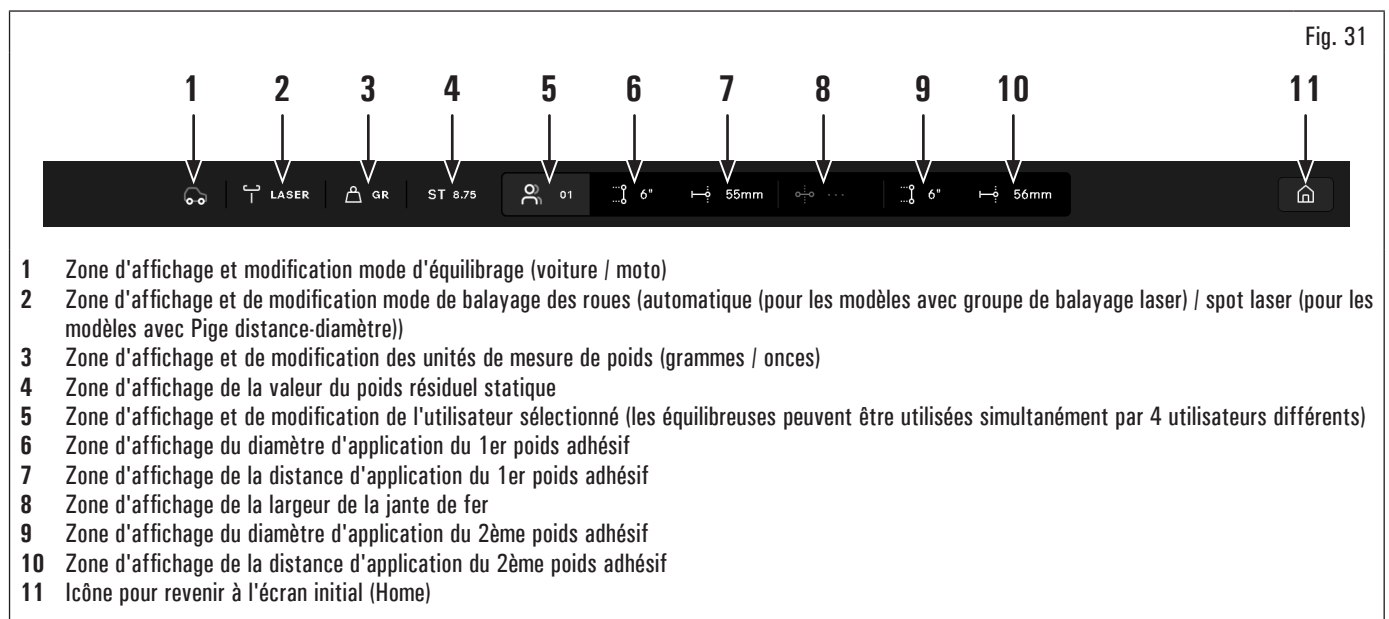 Fig. 31
1 2 3 4 5 6 7 8 9 10 11
LASER GR ST 8.75 01 6" 55mm --- 6" 56mm
1 Zone d'affichage et modification mode d'équilibrage (voiture / moto)
2 Zone d'affichage et de modification mode de balayage des roues (automatique (pour les modèles avec groupe de balayage laser) / spot laser (pour les
modèles avec Pige distance-diamètre))
3 Zone d'affichage et de modification des unités de mesure de poids (grammes / onces)
4 Zone d'affichage de la valeur du poids résiduel statique
5 Zone d'affichage et de modification de l'utilisateur sélectionné (les équilibreuses peuvent être utilisées simultanément par 4 utilisateurs différents)
6 Zone d'affichage du diamètre d'application du 1er poids adhésif
7 Zone d'affichage de la distance d'application du 1er poids adhésif
8 Zone d'affichage de la largeur de la jante de fer
9 Zone d'affichage du diamètre d'application du 2ème poids adhésif
10 Zone d'affichage de la distance d'application du 2ème poids adhésif
11 Icône pour revenir à l'écran initial (Home)